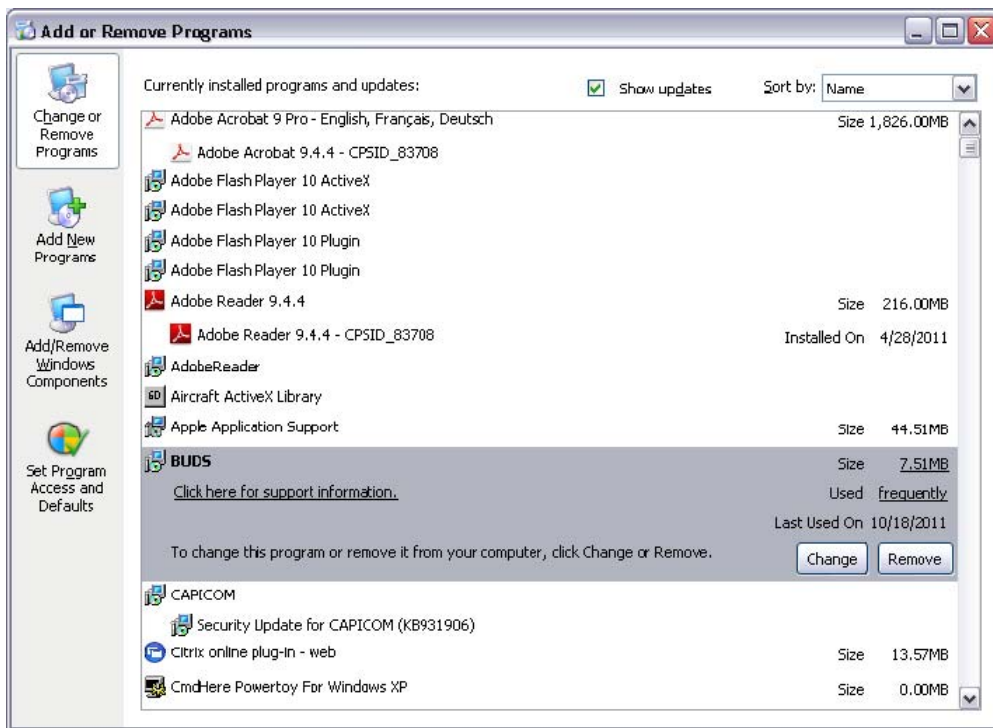 Add or Remove Programs
Change or
Remove
Programs
Add New
Programs
Add/Remove
Windows
Components
Set Program
Access and
Defaults
Currently installed programs and updates:
Show updates
Sort by: Name
Adobe Acrobat 9 Pro - English, Français, Deutsch Size 1,826.00MB
Adobe Acrobat 9.4.4 - CPSID_83708
Adobe Flash Player 10 ActiveX
Adobe Flash Player 10 ActiveX
Adobe Flash Player 10 Plugin
Adobe Flash Player 10 Plugin
Adobe Reader 9.4.4 Size 216.00MB
Adobe Reader 9.4.4 - CPSID_83708 Installed On 4/28/2011
AdobeReader
6D Aircraft ActiveX Library
Apple Application Support Size 44.51MB
BUDS Size 7.51MB
Click here for support information. Used frequently
Last Used On 10/18/2011
To change this program or remove it from your computer, click Change or Remove. Change Remove
CAPICOM
Security Update for CAPICOM (KB931906)
Citrix online plug-in - web Size 13.57MB
CmdHere Powertoy For Windows XP Size 0.00MB